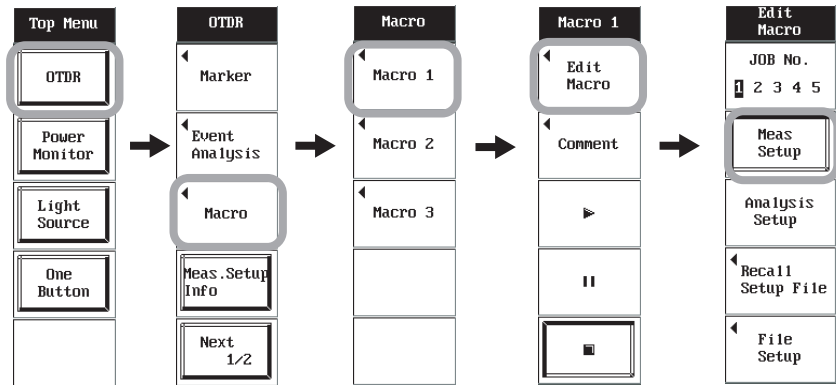 Top Menu
OTDR
Power
Monitor
Light
Source
One
Button
OTDR
Marker
Event
Analysis
Macro
Meas.Setup
Info
Next
1/2
Macro
Macro 1
Macro 2
Macro 3
Macro 1
Edit
Macro
Comment
Edit
Macro
JOB No.
1 2 3 4 5
Meas
Setup
Analysis
Setup
Recall
Setup File
File
Setup